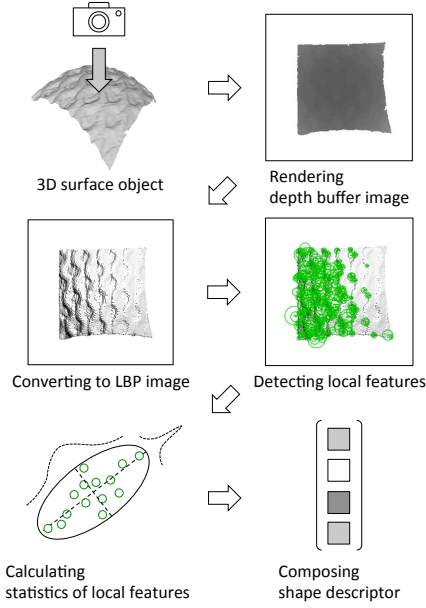 3D surface object
Rendering
depth buffer image
Converting to LBP image
Detecting local features
Calculating
statistics of local features
Composing
shape descriptor